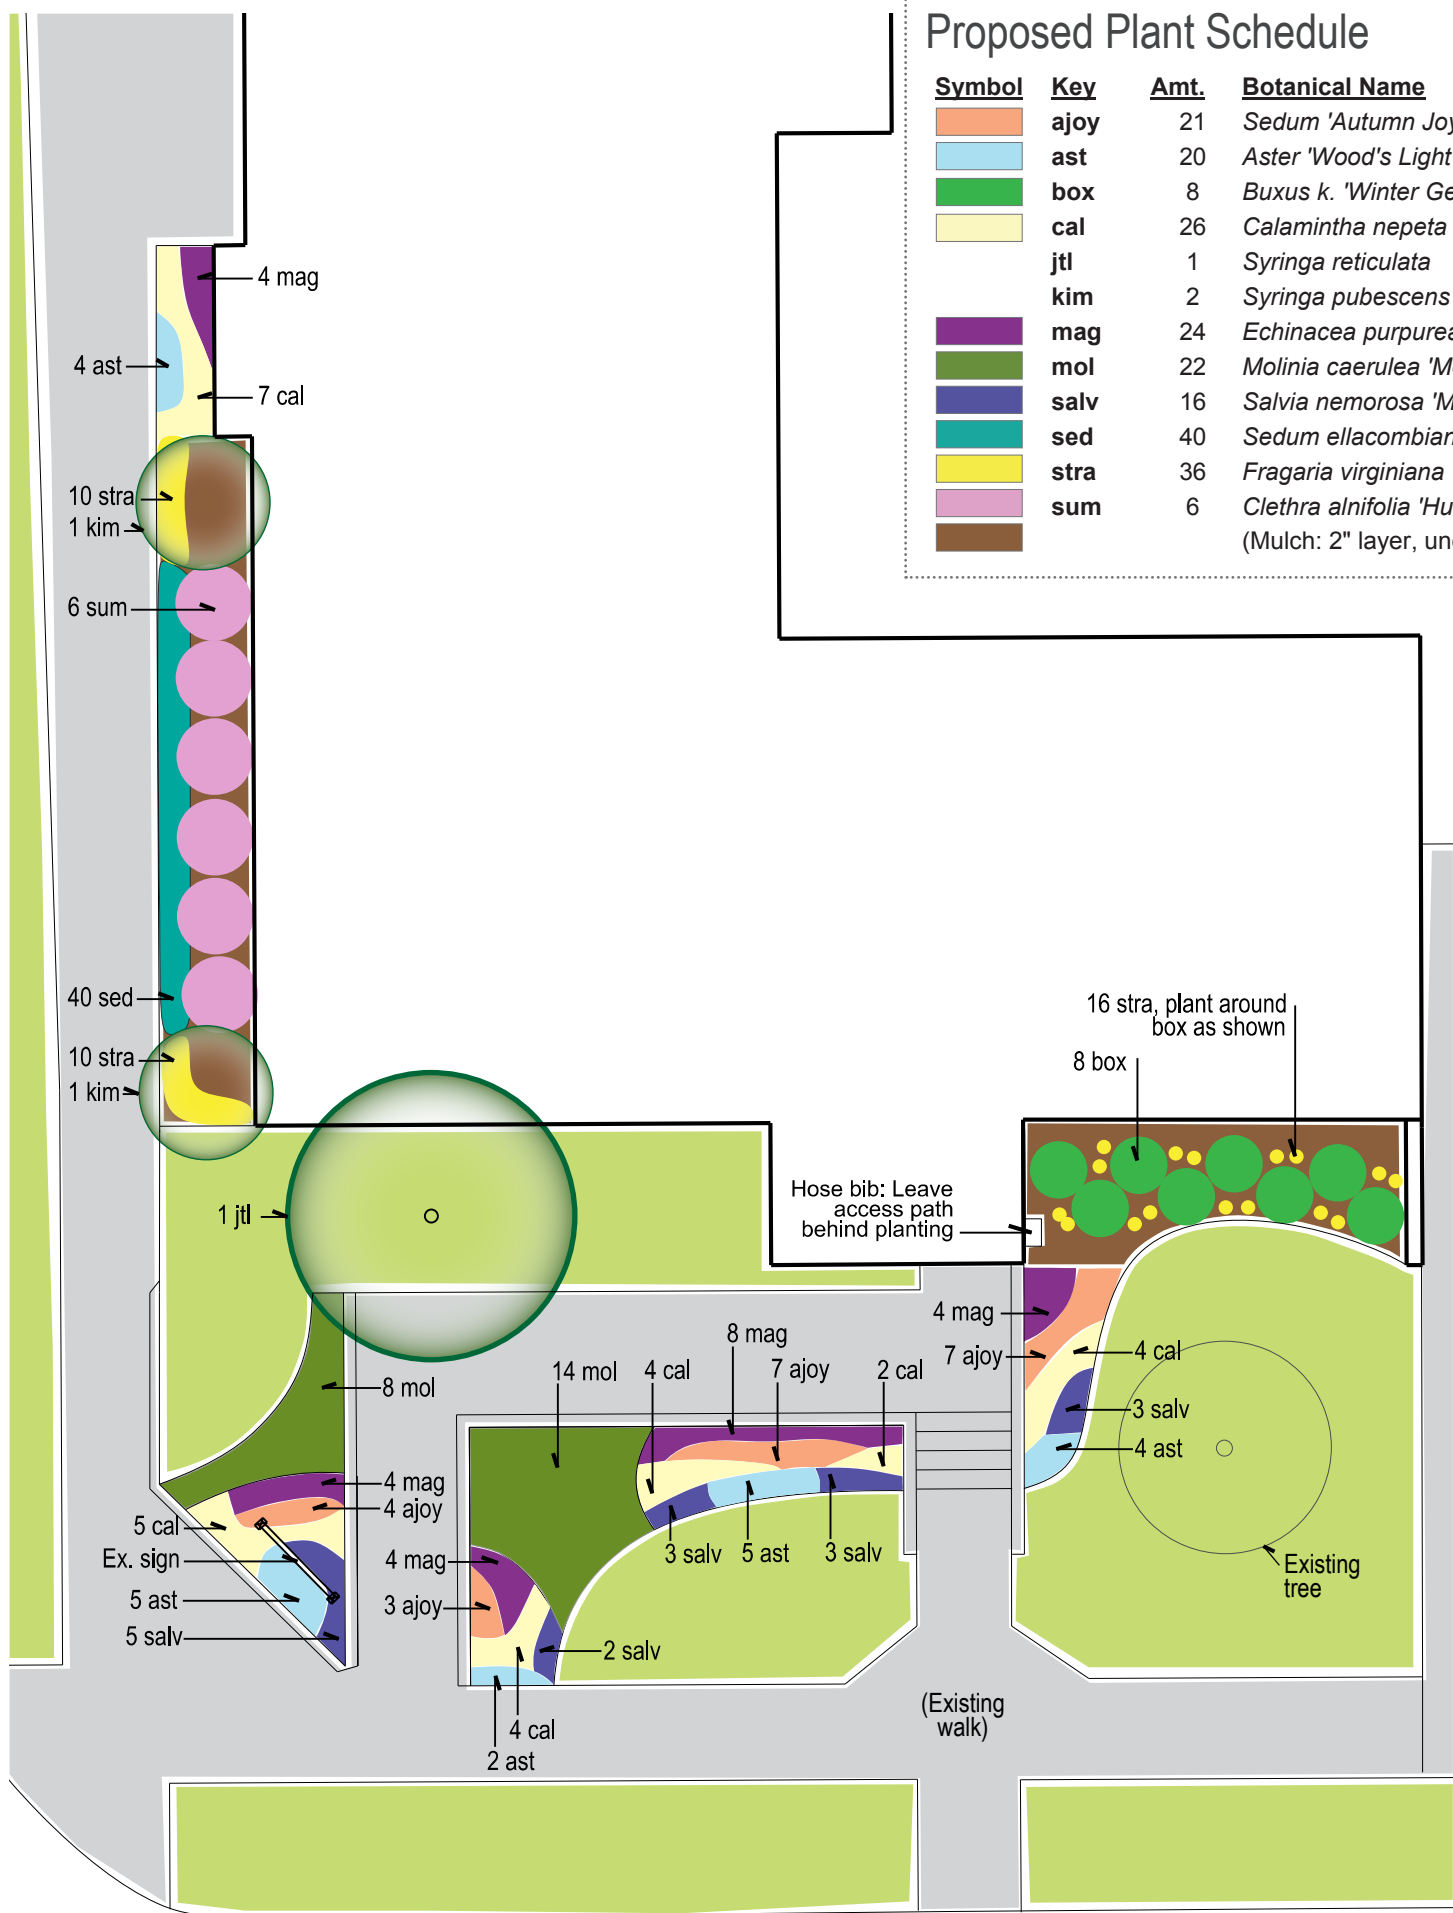 Proposed Plant Schedule
Symbol Key Amt. Botanical Name
ajoy 21 Sedum 'Autumn Joy
ast 20 Aster 'Wood's Light
box 8 Buxus k. 'Winter Ge
cal 26 Calamintha nepeta
jtl 1 Syringa reticulata
kim 2 Syringa pubescens
mag 24 Echinacea purpurea
mol 22 Molinia caerulea 'M
salv 16 Salvia nemorosa 'M
sed 40 Sedum ellacombian
stra 36 Fragaria virginiana
sum 6 Clethra alnifolia 'Hu
(Mulch: 2" layer, un
4 mag
4 ast
7 cal
10 stra
1 kim
6 sum
40 sed
10 stra
1 kim
16 stra, plant around
box as shown
8 box
1 jtl
Hose bib: Leave
access path
behind planting
4 mag
7 ajoy
4 cal
3 salv
4 ast
8 mag
14 mol
4 cal
7 ajoy
2 cal
8 mol
4 mag
4 ajoy
5 cal
Ex. sign
5 ast
5 salv
4 mag
3 ajoy
3 salv
5 ast
3 salv
2 salv
4 cal
2 ast
Existing
tree
(Existing
walk)